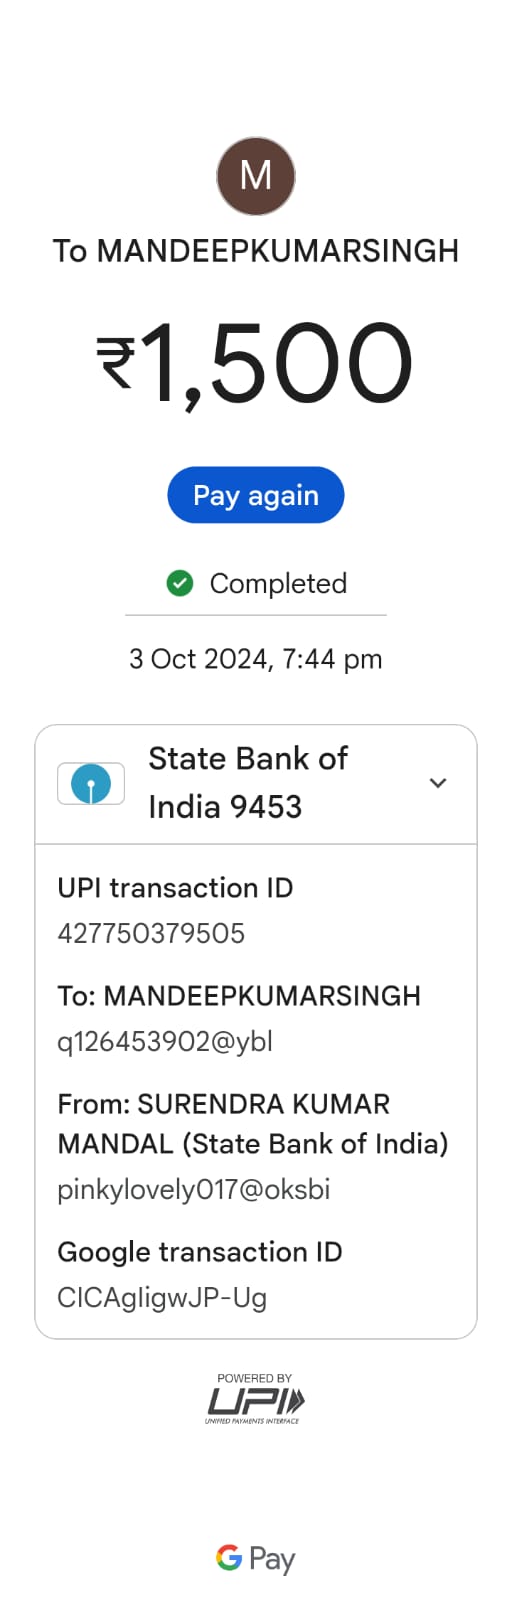 M
To MANDEEPKUMARSINGH
₹1,500
Pay again
Completed
3 Oct 2024, 7:44 pm
State Bank of
India 9453
UPI transaction ID
427750379505
To: MANDEEPKUMARSINGH
q126453902@ybl
From: SURENDRA KUMAR
MANDAL (State Bank of India)
pinkylovely017@oksbi
Google transaction ID
CICAgligwJP-Ug
POWERED BY
UPI
UNIFIED PAYMENTS INTERFACE
G Pay